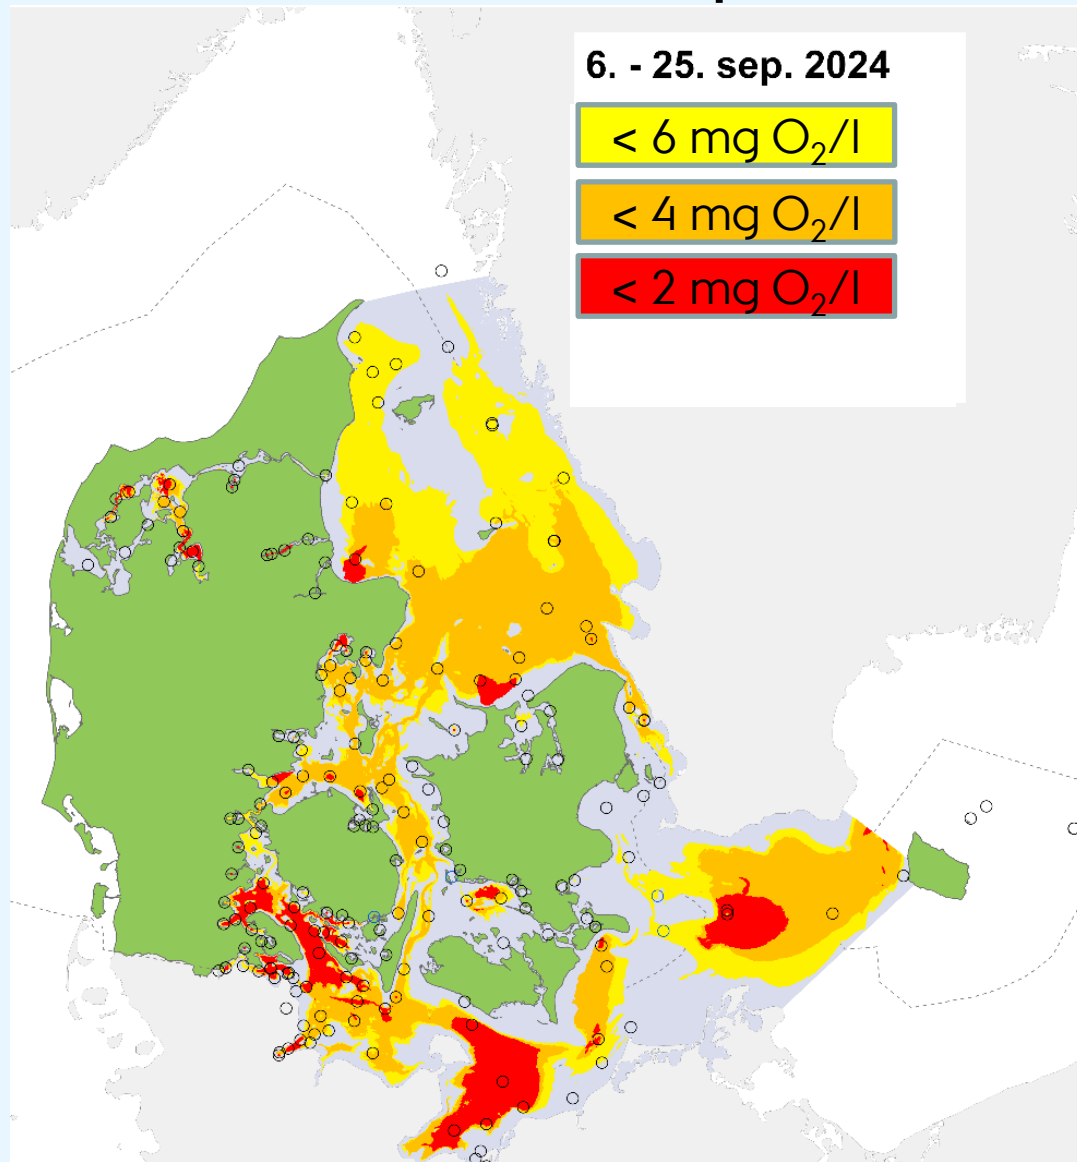 6. - 25. sep. 2024
< 6 mg O₂/l
< 4 mg O₂/l
< 2 mg O₂/l